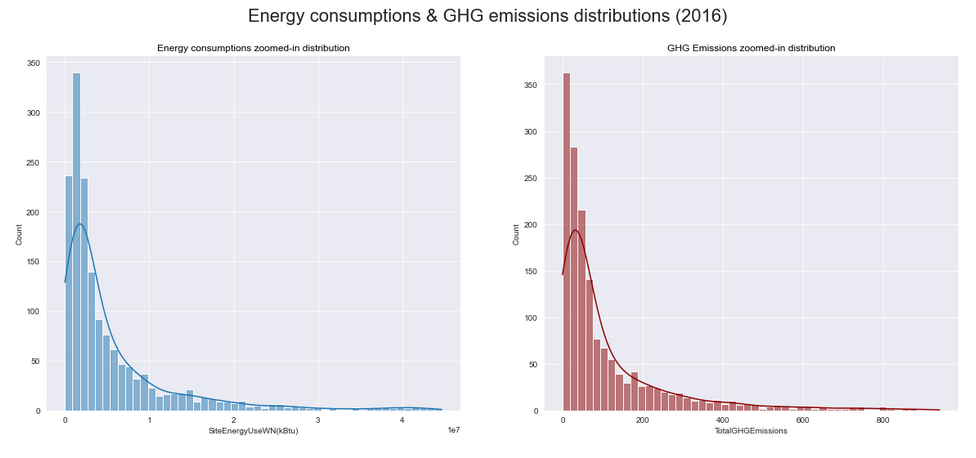 Energy consumptions & GHG emissions distributions (2016)
Energy consumptions zoomed-in distribution
350
300
250
200
150
100
50
0
Count
0 1 2 3 4
1e7
SiteEnergyUseWN(kBtu)
GHG Emissions zoomed-in distribution
350
300
250
200
150
100
50
0
Count
0 200 400 600 800
TotalGHGEmissions